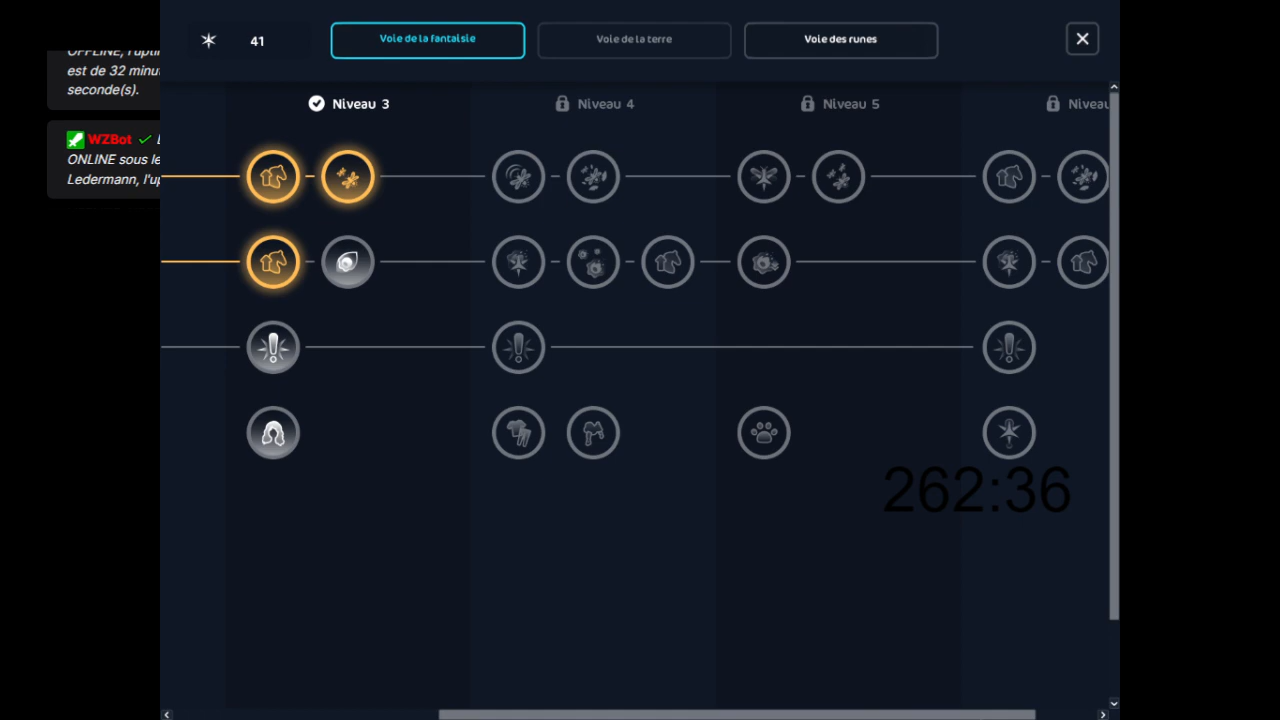 41
Voie de la fantaisie
Voie de la terre
Voie des runes
OFFLINE, l'upti
est de 32 minu
seconde(s).
WZBot
ONLINE sous le
Ledermann, l'up
Niveau 3
Niveau 4
Niveau 5
Niveau
262:36